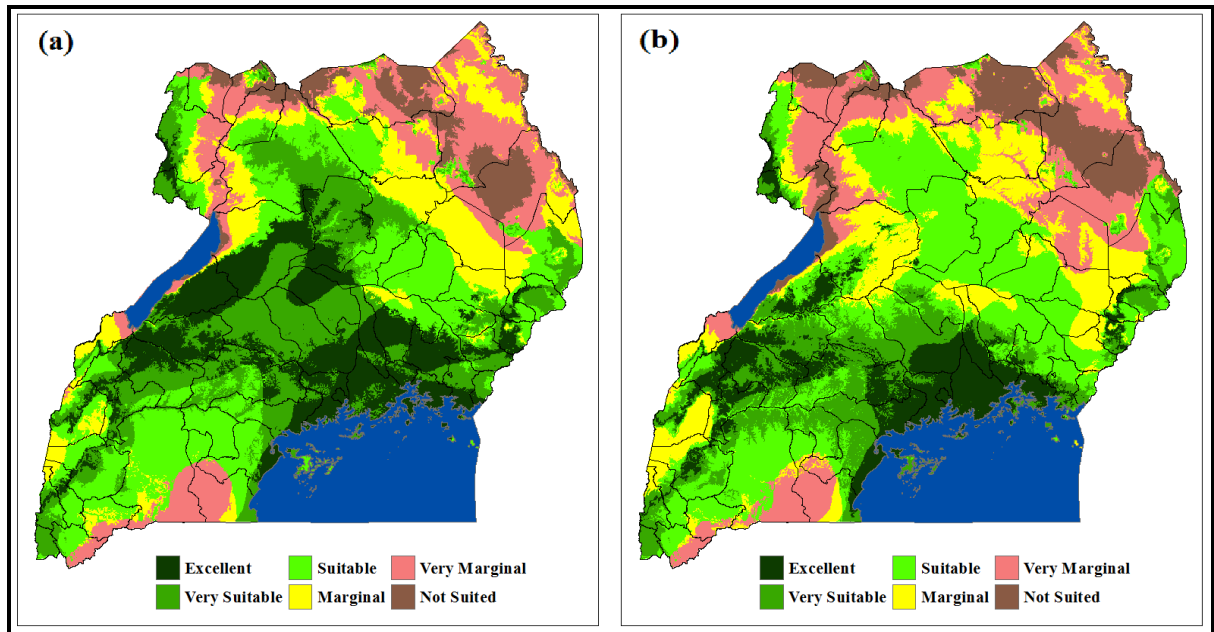 (a)
Excellent Suitable Very Marginal
Very Suitable Marginal Not Suited
(b)
Excellent Suitable Very Marginal
Very Suitable Marginal Not Suited